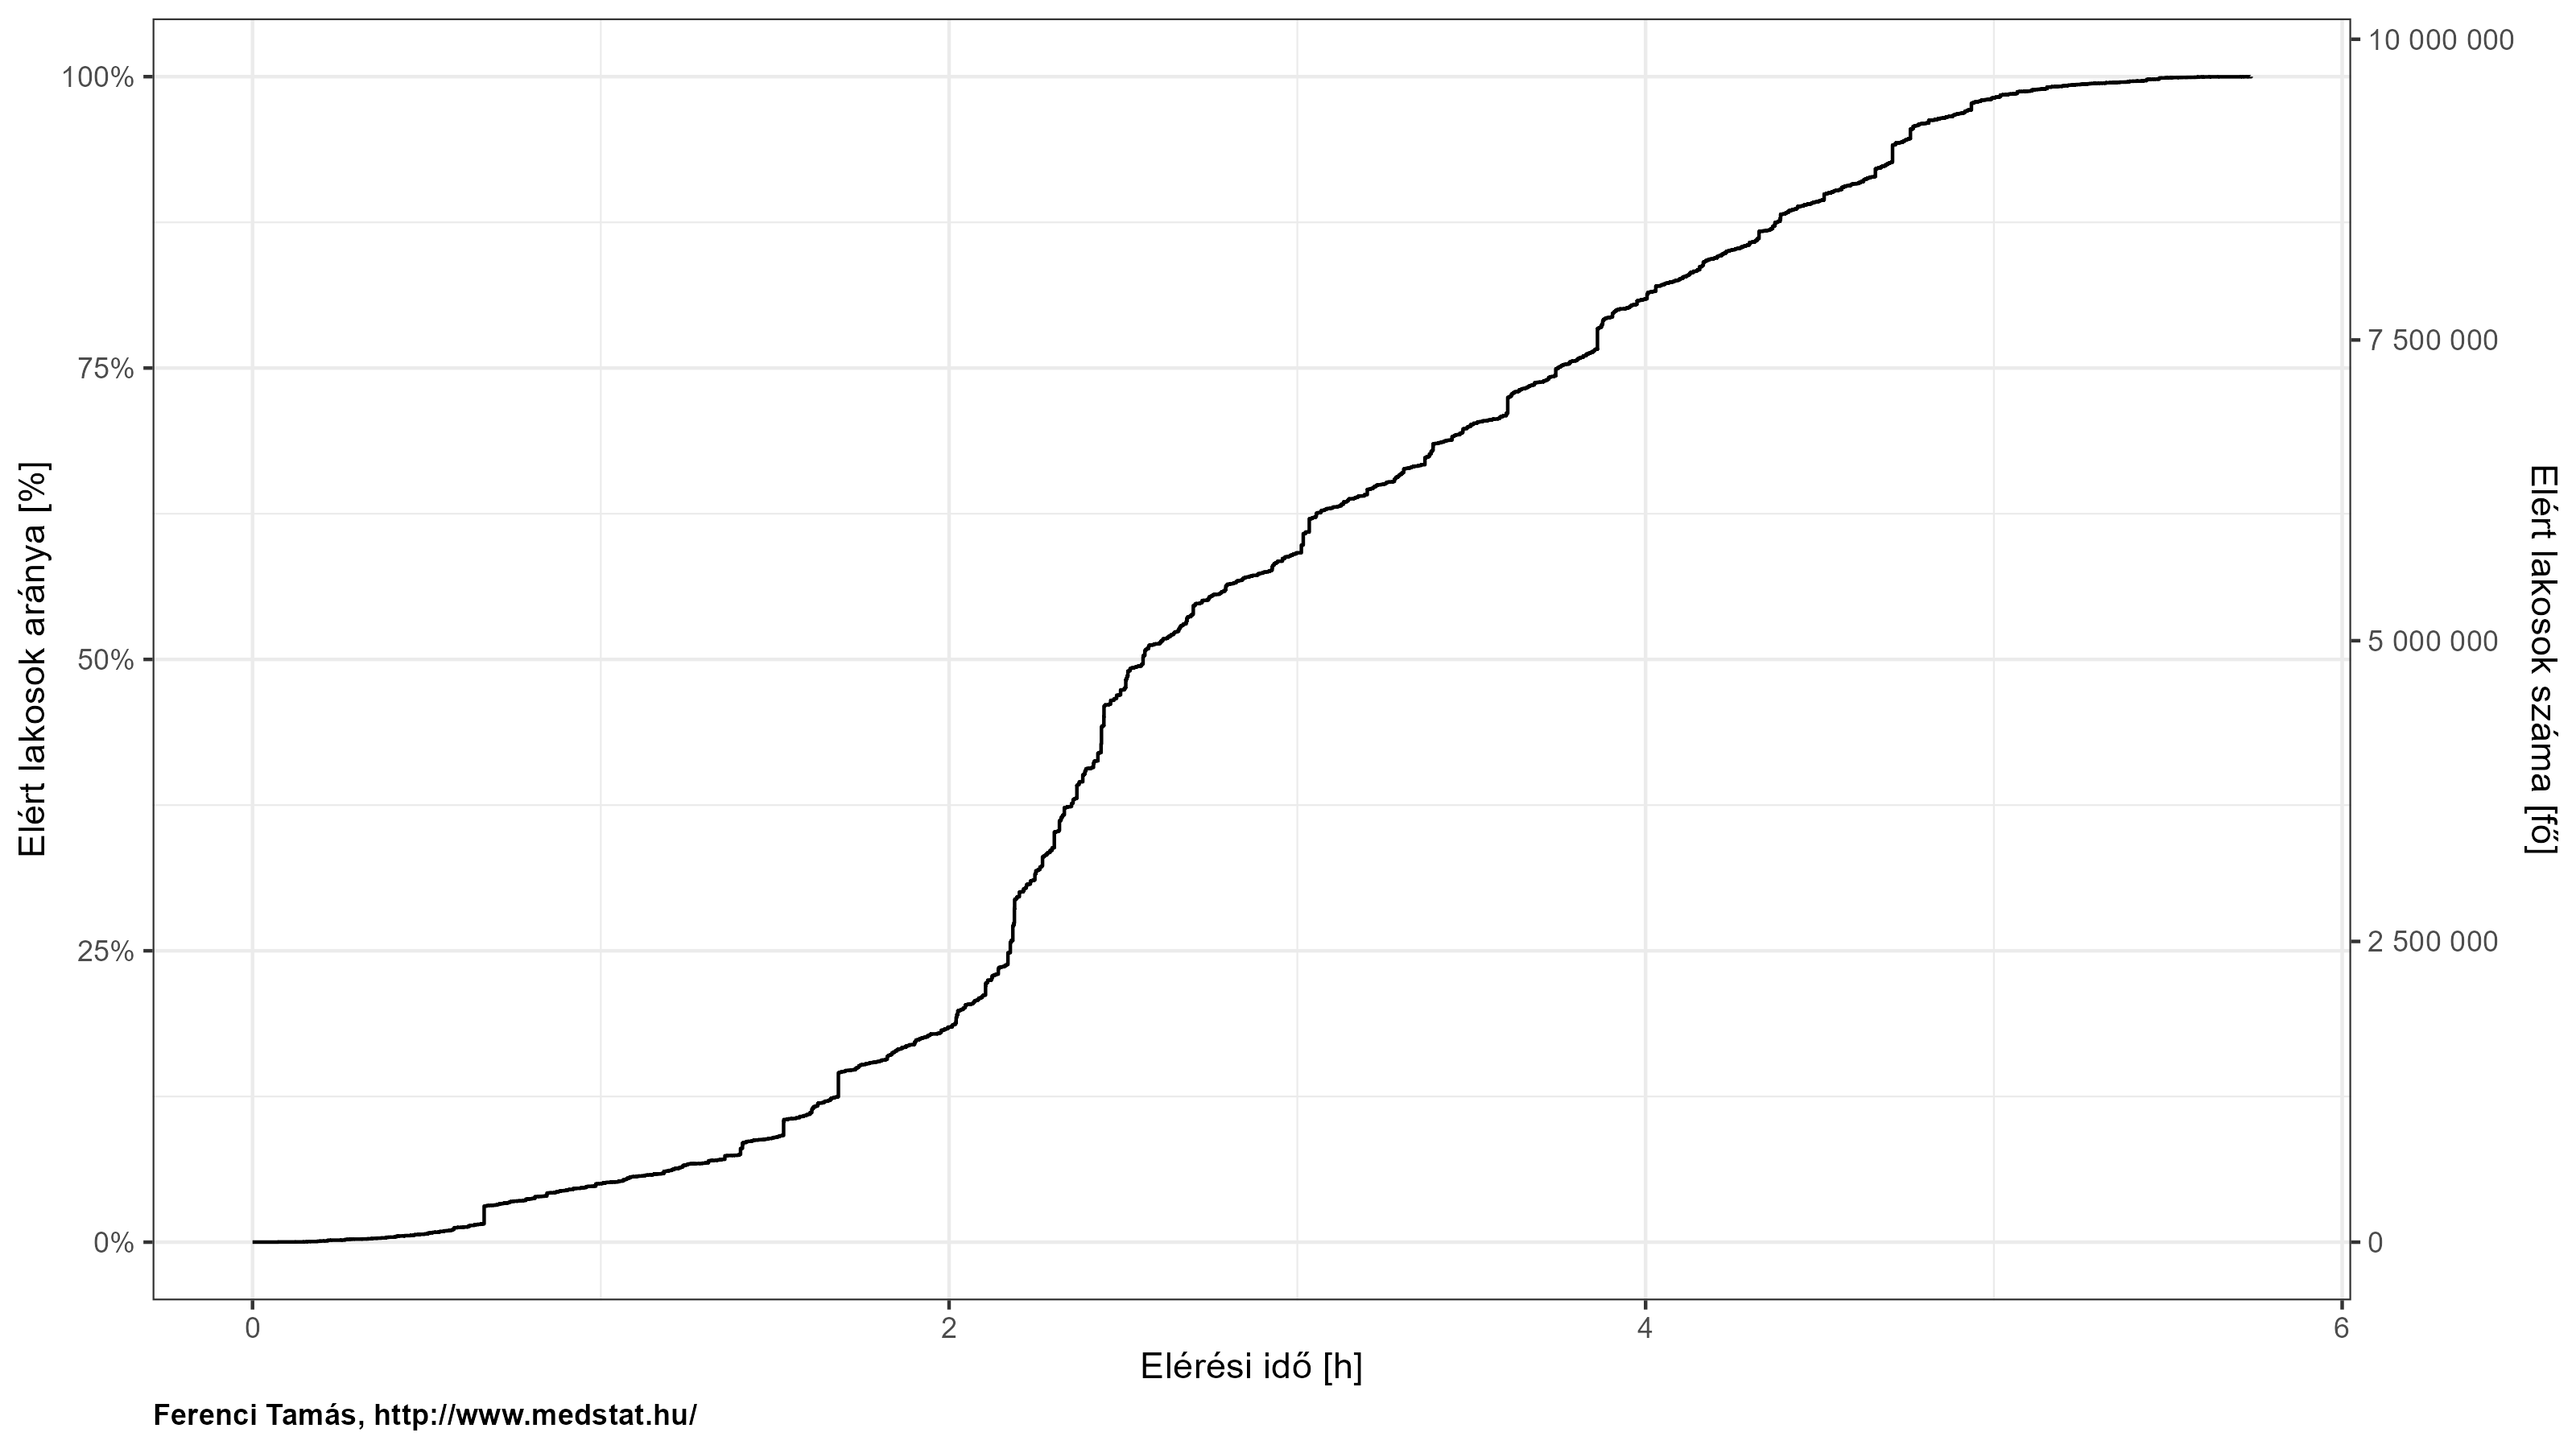 Elért lakosok aránya [%]
100%
75%
50%
25%
0%
10 000 000
7 500 000
5 000 000
2 500 000
0
Elért lakosok száma [fő]
0 2 4 6
Elérési idő [h]
Ferenci Tamás, http://www.medstat.hu/